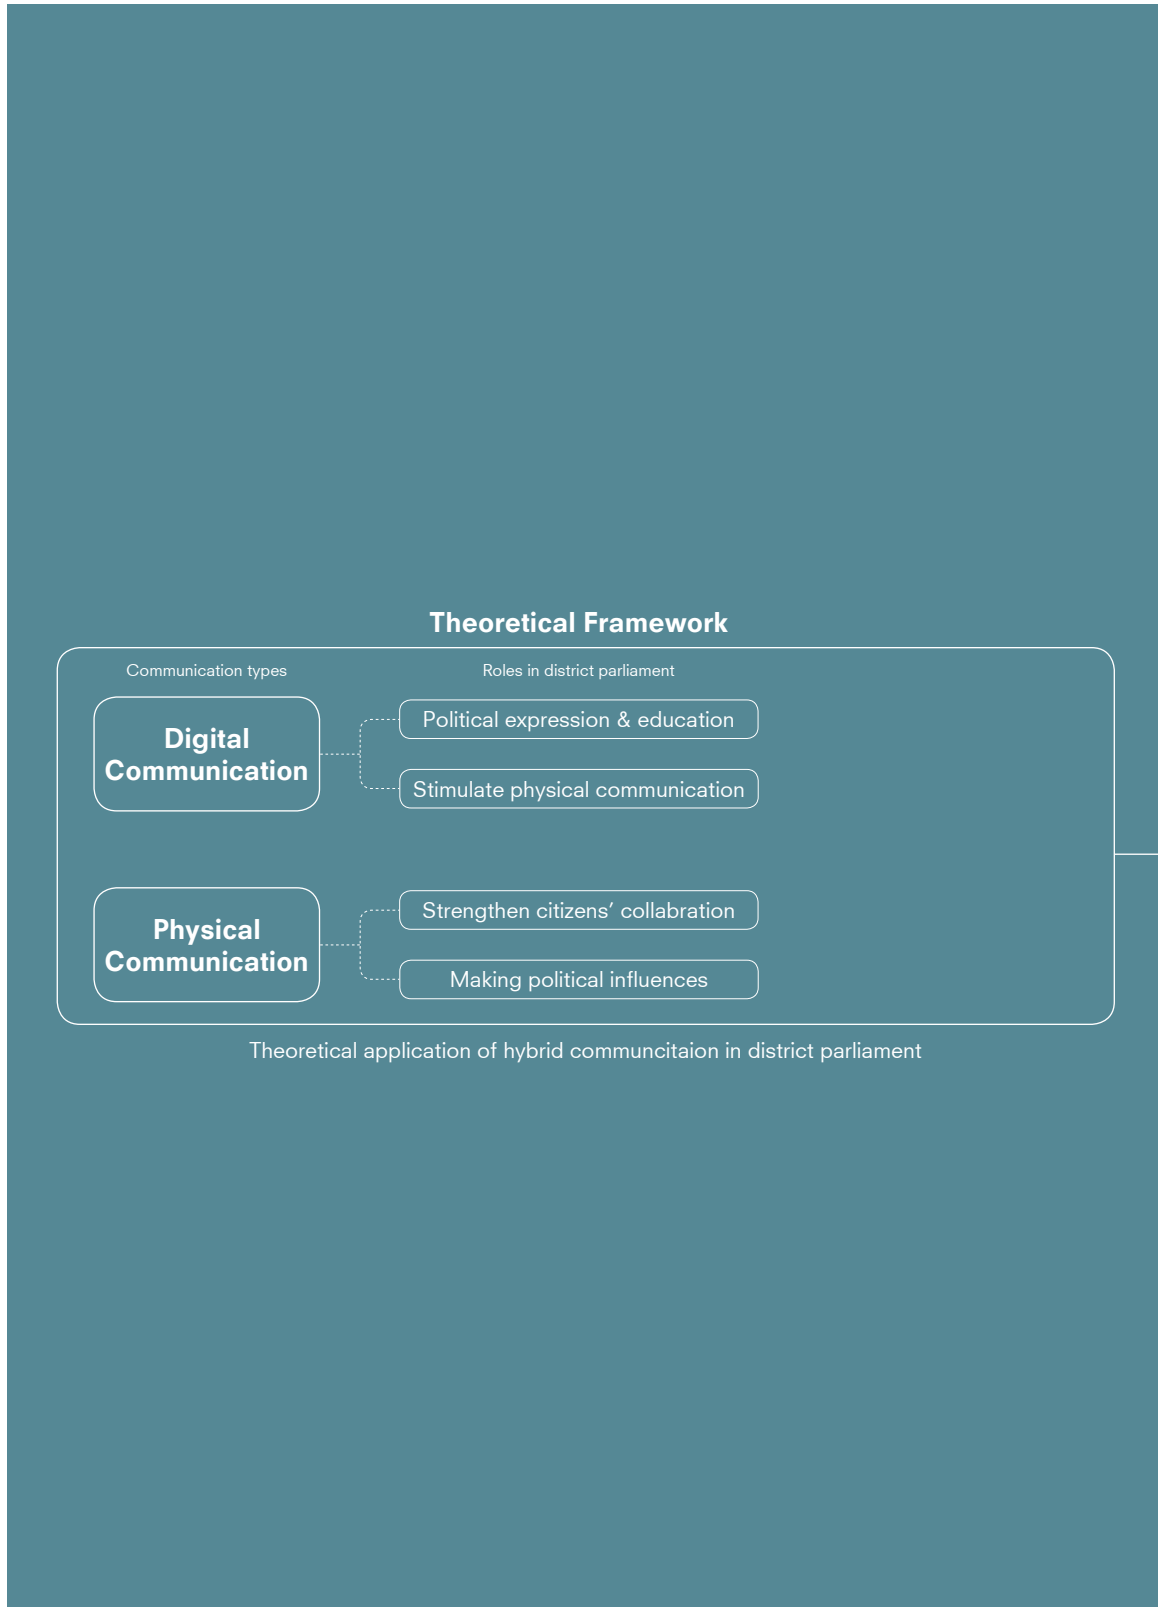 Theoretical Framework
Communication types
Roles in district parliament
Digital
Communication
Political expression & education
Stimulate physical communication
Physical
Communication
Strengthen citizens’ collabration
Making political influences
Theoretical application of hybrid communcitaion in district parliament